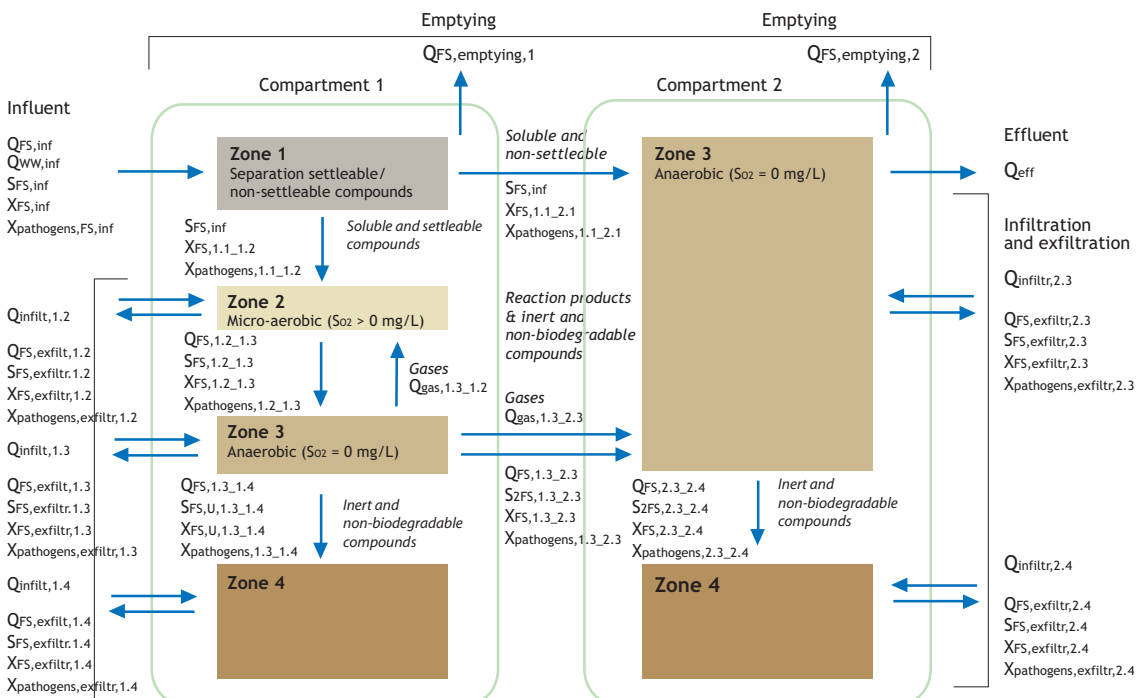 Emptying
Emptying
QFS,emptying,1
QFS,emptying,2
Compartment 1
Compartment 2
Influent
QFS,inf
QWW,inf
SFS,inf
XFS,inf
Xpathogens,FS,inf
Zone 1
Separation settleable/
non-settleable compounds
Soluble and
non-settleable
SFS,inf
XFS,1.1_2.1
Xpathogens,1.1_2.1
Zone 3
Anaerobic (SO2 = 0 mg/L)
Effluent
Qeff
SFS,inf
XFS,1.1_1.2
Xpathogens,1.1_1.2
Soluble and settleable
compounds
Infiltration
and exfiltration
Qinfiltr,2.3
QFS,exfiltr,2.3
SFS,exfiltr,2.3
XFS,exfiltr,2.3
Xpathogens,exfiltr,2.3
Qinfilt,1.2
QFS,exfilt,1.2
SFS,exfiltr.1.2
XFS,exfiltr,1.2
Xpathogens,exfiltr,1.2
Zone 2
Micro-aerobic (SO2 > 0 mg/L)
Reaction products
& inert and
non-biodegradable
compounds
QFS,1.2_1.3
SFS,1.2_1.3
XFS,1.2_1.3
Xpathogens,1.2_1.3
Gases
Qgas,1.3_1.2
Gases
Qgas,1.3_2.3
Qinfilt,1.3
QFS,exfilt,1.3
SFS,exfiltr.1.3
XFS,exfiltr,1.3
Xpathogens,exfiltr,1.3
Zone 3
Anaerobic (SO2 = 0 mg/L)
QFS,1.3_1.4
SFS,U,1.3_1.4
XFS,U,1.3_1.4
Xpathogens,1.3_1.4
Inert and
non-biodegradable
compounds
QFS,1.3_2.3
S2FS,1.3_2.3
XFS,1.3_2.3
Xpathogens,1.3_2.3
QFS,2.3_2.4
S2FS,2.3_2.4
XFS,2.3_2.4
Xpathogens,2.3_2.4
Inert and
non-biodegradable
compounds
Qinfilt,1.4
QFS,exfilt,1.4
SFS,exfiltr.1.4
XFS,exfiltr,1.4
Xpathogens,exfiltr,1.4
Zone 4
Zone 4
Qinfiltr,2.4
QFS,exfiltr,2.4
SFS,exfiltr,2.4
XFS,exfiltr,2.4
Xpathogens,exfiltr,2.4